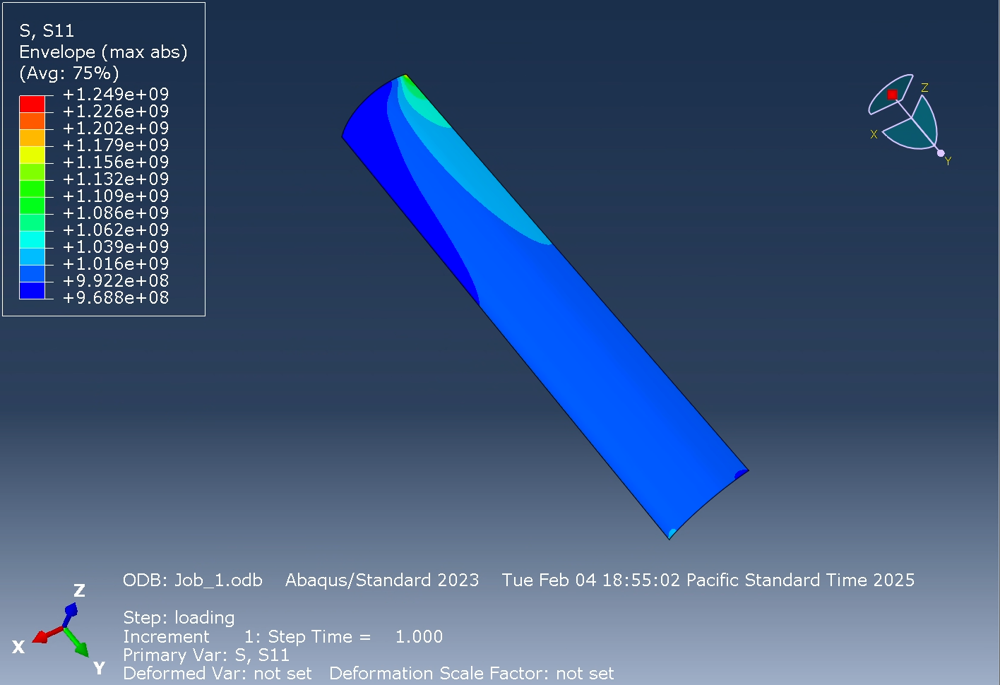 S, S11
Envelope (max abs)
(Avg: 75%)
+1.249e+09
+1.226e+09
+1.202e+09
+1.179e+09
+1.156e+09
+1.132e+09
+1.109e+09
+1.086e+09
+1.062e+09
+1.039e+09
+1.016e+09
+9.922e+08
+9.688e+08
Z
X
Y
ODB: Job_1.odb Abaqus/Standard 2023 Tue Feb 04 18:55:02 Pacific Standard Time 2025
Z
X
Y
Step: loading
Increment 1: Step Time = 1.000
Primary Var: S, S11
Deformed Var: not set Deformation Scale Factor: not set